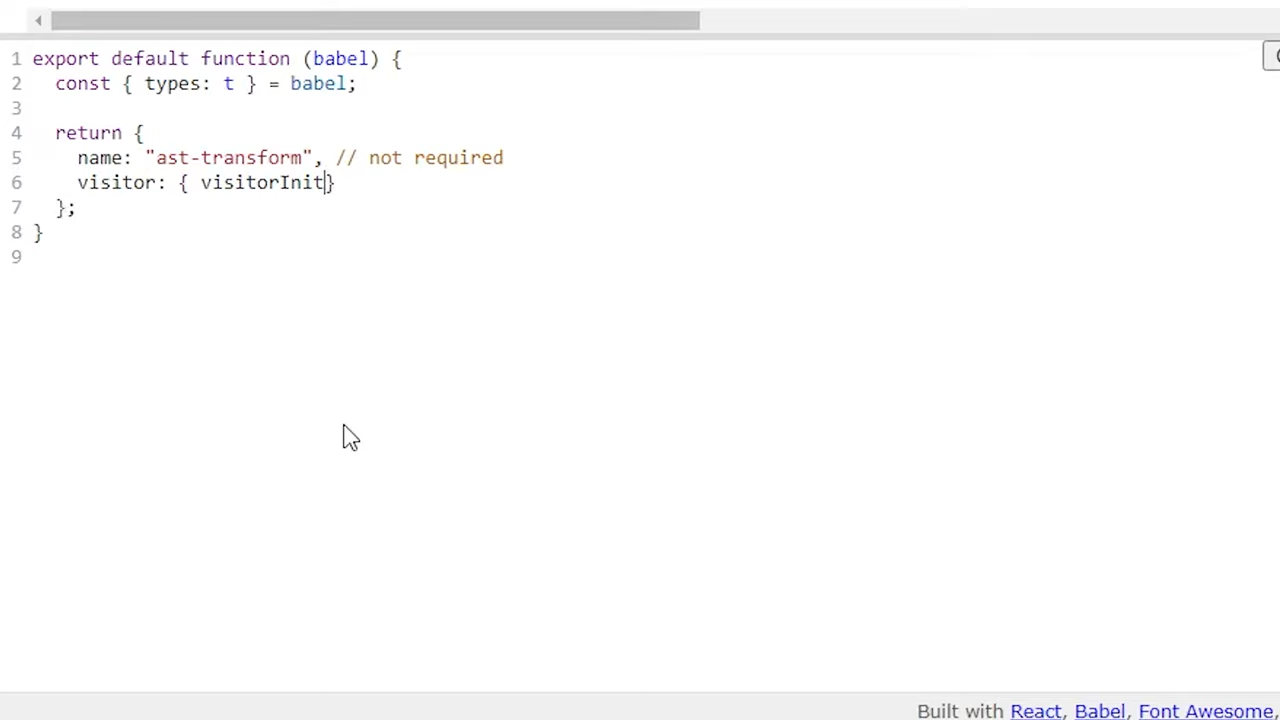 1 export default function (babel) {
2   const { types: t } = babel;
3
4   return {
5     name: "ast-transform", // not required
6     visitor: { visitorInit}
7   };
8 }
9
Built with React, Babel, Font Awesome,